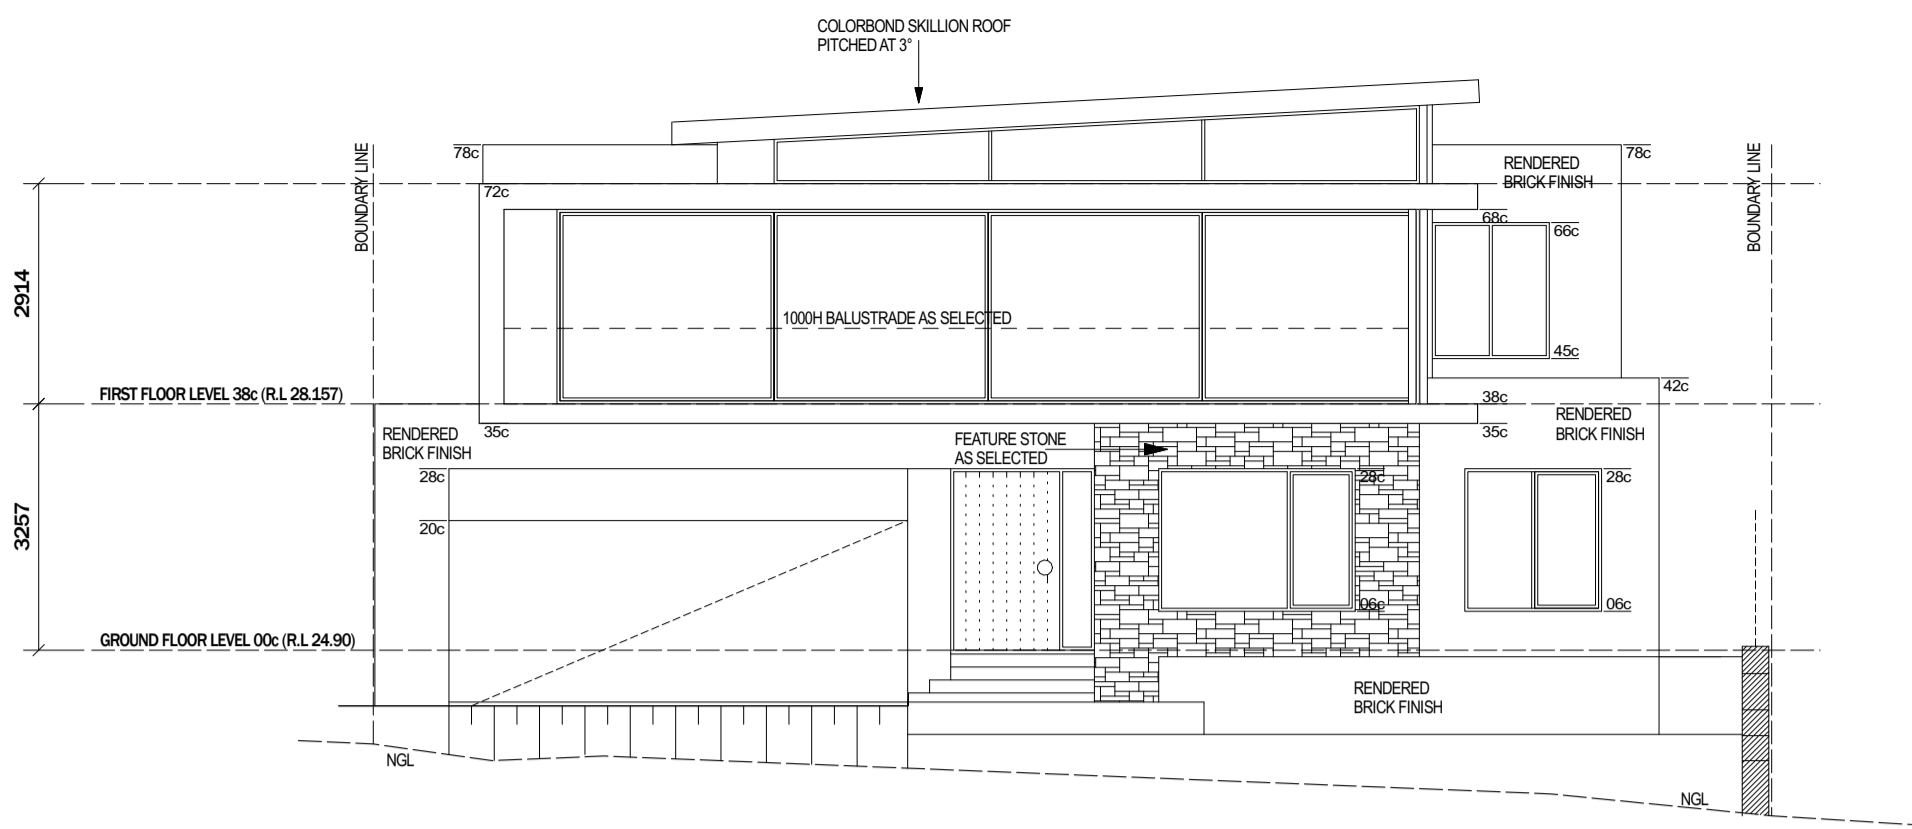 COLORBOND SKILLION ROOF
PITCHED AT 3°
78c
78c
BOUNDARY LINE
BOUNDARY LINE
RENDERED
BRICK FINISH
72c
68c
66c
2914
1000H BALUSTRADE AS SELECTED
45c
42c
FIRST FLOOR LEVEL 38c (R.L 28.157)
38c
35c
35c
RENDERED
BRICK FINISH
RENDERED
BRICK FINISH
FEATURE STONE
AS SELECTED
28c
28c
28c
20c
3257
06c
06c
GROUND FLOOR LEVEL 00c (R.L 24.90)
RENDERED
BRICK FINISH
NGL
NGL